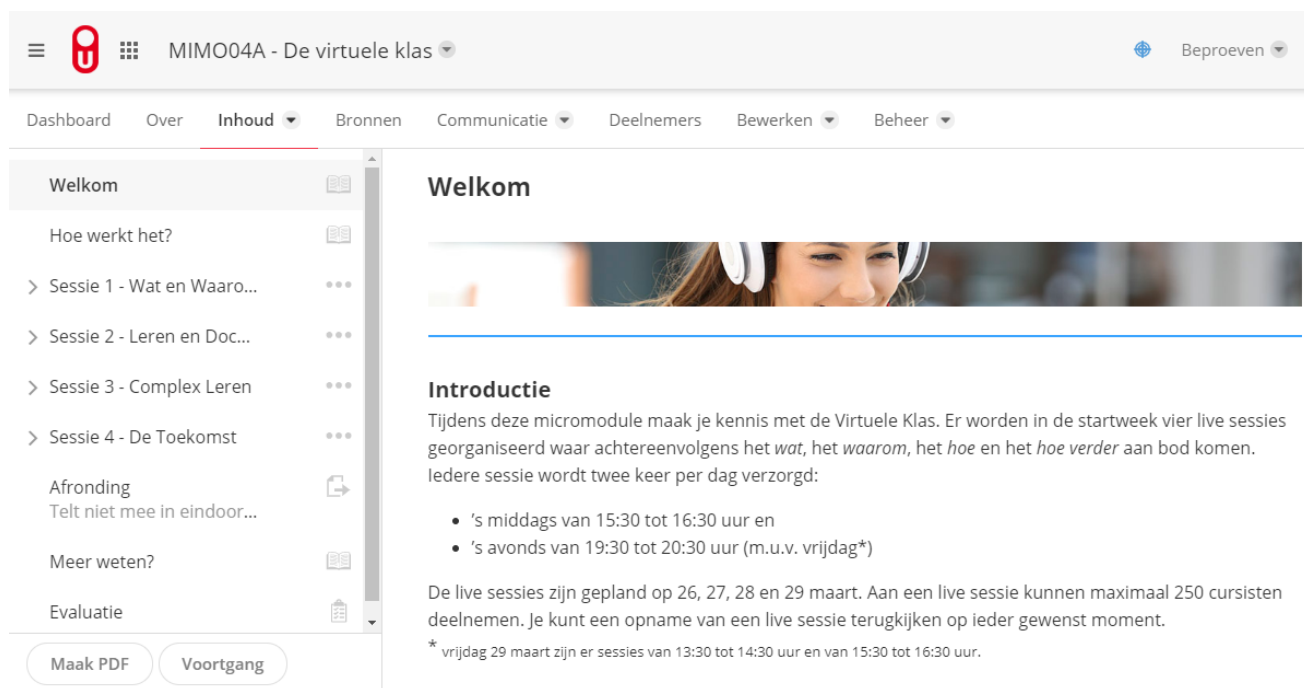 MIMO04A - De virtuele klas
Beproeven
Dashboard Over Inhoud Bronnen Communicatie Deelnemers Bewerken Beheer
Welkom
Hoe werkt het?
Sessie 1 - Wat en Waaro...
Sessie 2 - Leren en Doc...
Sessie 3 - Complex Leren
Sessie 4 - De Toekomst
Afronding
Telt niet mee in eindoor...
Meer weten?
Evaluatie
Maak PDF Voortgang
Welkom
Introductie
Tijdens deze micromodule maak je kennis met de Virtuele Klas. Er worden in de startweek vier live sessies
georganiseerd waar achtereenvolgens het wat, het waarom, het hoe en het hoe verder aan bod komen.
Iedere sessie wordt twee keer per dag verzorgd:
• 's middags van 15:30 tot 16:30 uur en
• 's avonds van 19:30 tot 20:30 uur (m.u.v. vrijdag*)
De live sessies zijn gepland op 26, 27, 28 en 29 maart. Aan een live sessie kunnen maximaal 250 cursisten
deelnemen. Je kunt een opname van een live sessie terugkijken op ieder gewenst moment.
* vrijdag 29 maart zijn er sessies van 13:30 tot 14:30 uur en van 15:30 tot 16:30 uur.